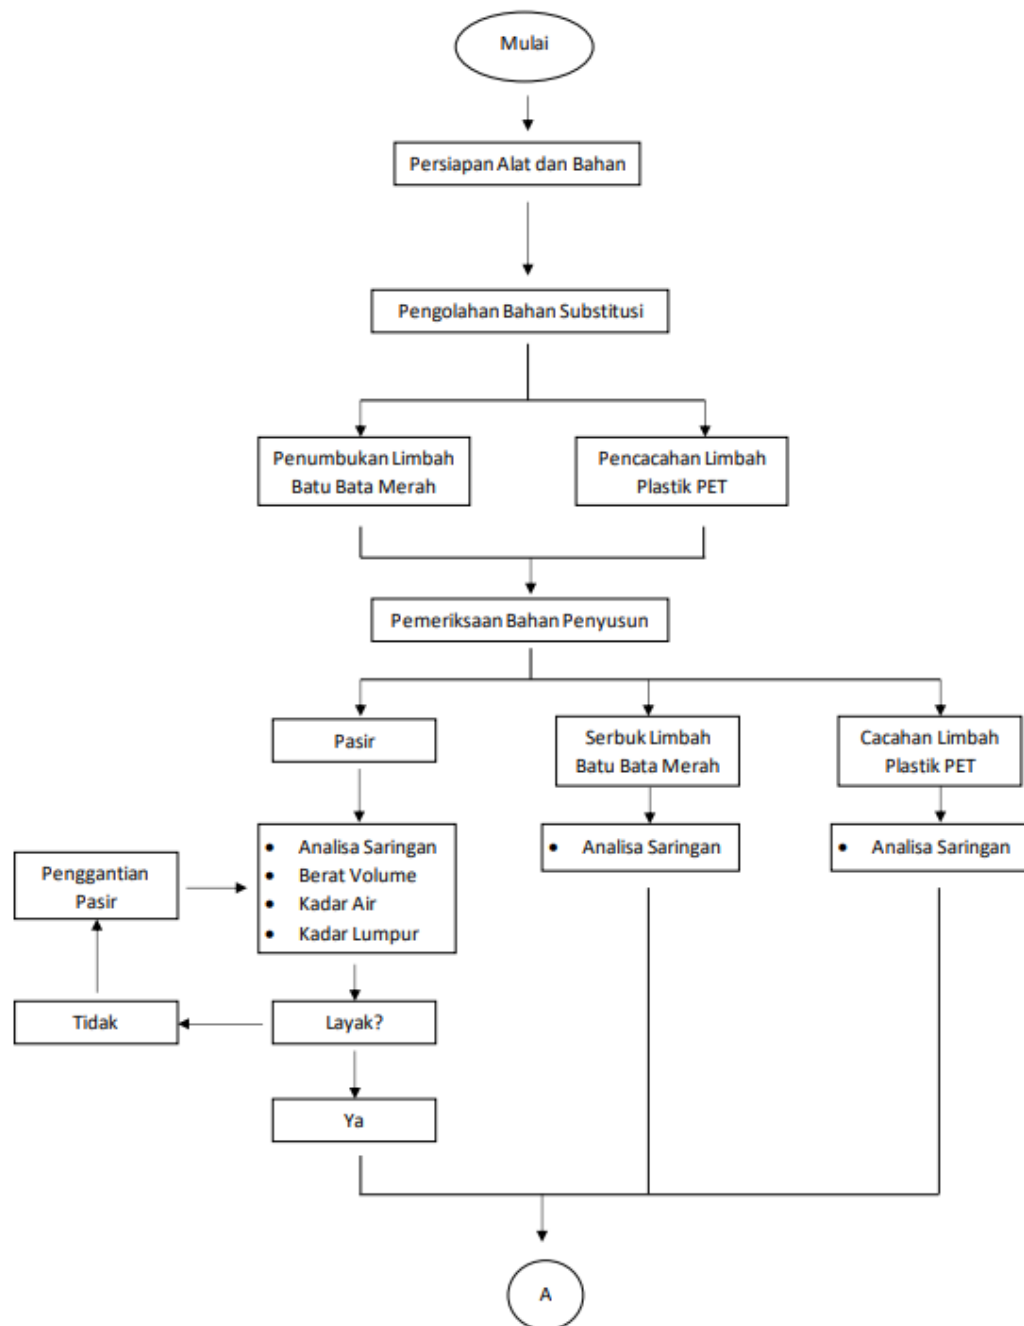 Mulai
Persiapan Alat dan Bahan
Pengolahan Bahan Substitusi
Penumbukan Limbah
Batu Bata Merah
Pencacahan Limbah
Plastik PET
Pemeriksaan Bahan Penyusun
Pasir
Serbuk Limbah
Batu Bata Merah
Cacahan Limbah
Plastik PET
• Analisa Saringan
• Berat Volume
• Kadar Air
• Kadar Lumpur
• Analisa Saringan
• Analisa Saringan
Penggantian
Pasir
Tidak
Layak?
Ya
A